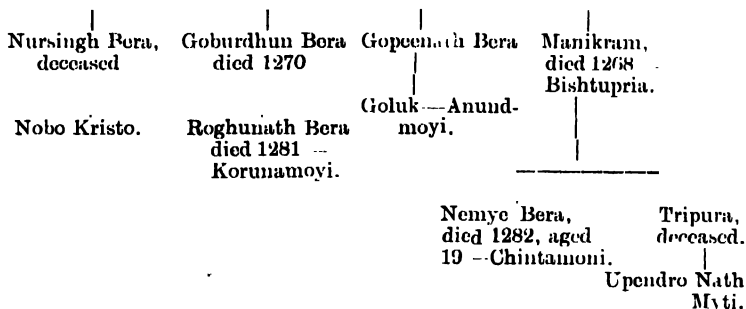 Nursingh Bera, Goburdhun Bera Gopeenath Bera Manikram,
deceased died 1270 died 1268
Bishtupria.
Goluk — Anund-
Nobo Kristo. Roghunath Bera moyi.
died 1281 —
Korunamoyi.
Nemye Bera, Tripura,
died 1282, aged deceased.
19 — Chintamoni.
Upendro Nath
Myti.